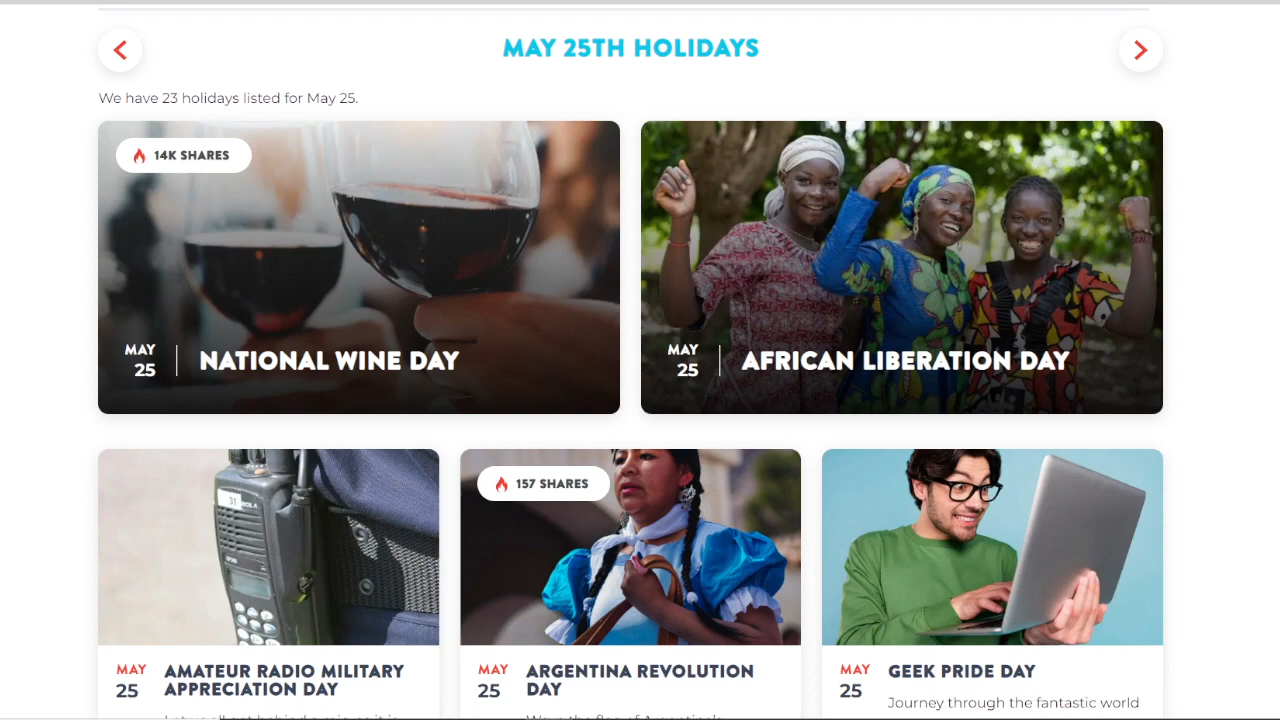 MAY 25TH HOLIDAYS
We have 23 holidays listed for May 25.
14K SHARES
MAY
25
NATIONAL WINE DAY
MAY
25
AFRICAN LIBERATION DAY
31
157 SHARES
MAY
25
AMATEUR RADIO MILITARY
APPRECIATION DAY
MAY
25
ARGENTINA REVOLUTION
DAY
MAY
25
GEEK PRIDE DAY
Journey through the fantastic world